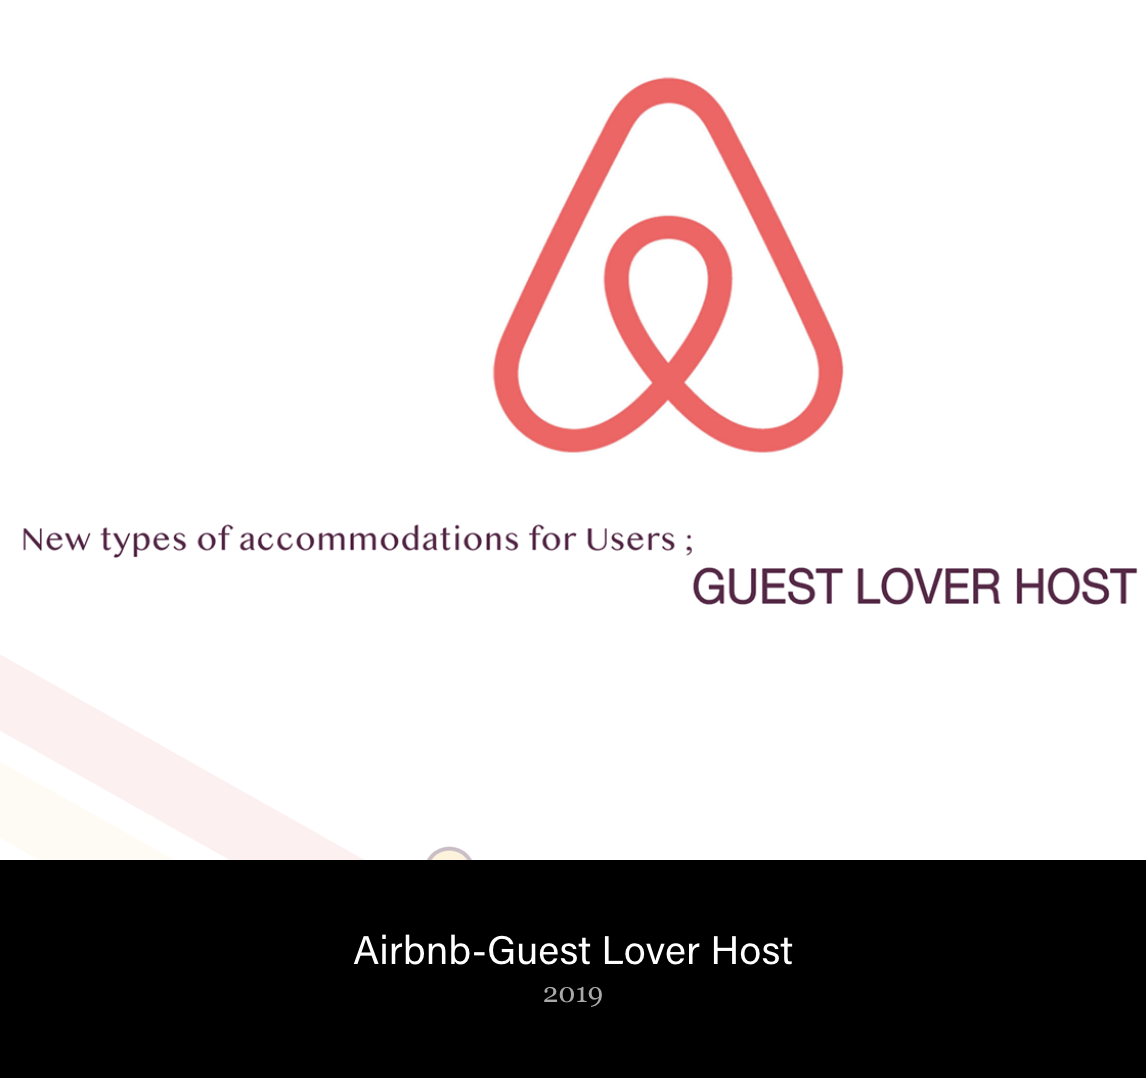 New types of accommodations for Users ;
GUEST LOVER HOST
Airbnb-Guest Lover Host
2019